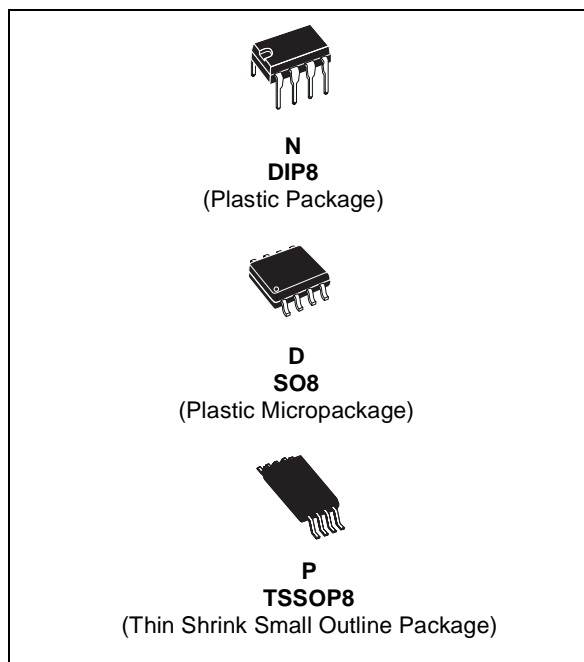 N
DIP8
(Plastic Package)
D
SO8
(Plastic Micropackage)
P
TSSOP8
(Thin Shrink Small Outline Package)